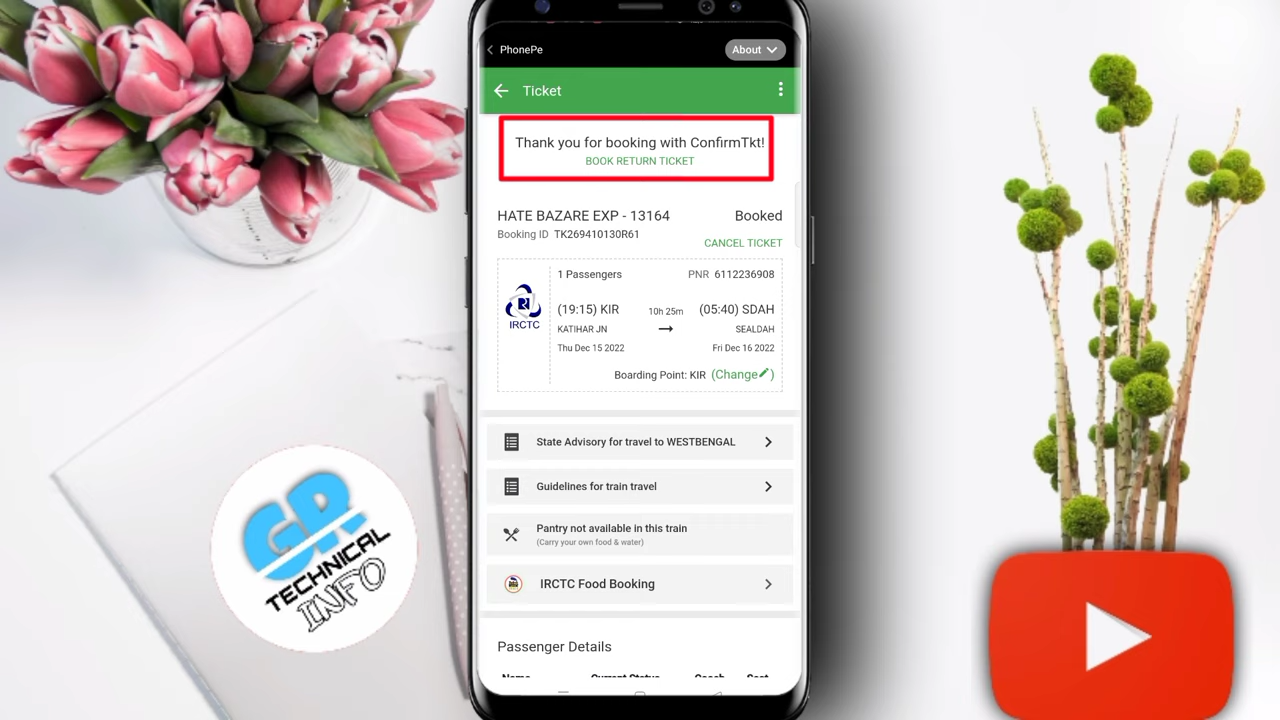 PhonePe
About
Ticket
Thank you for booking with ConfirmTkt!
BOOK RETURN TICKET
HATE BAZARE EXP - 13164 Booked
Booking ID TK269410130R61
CANCEL TICKET
1 Passengers PNR 6112236908
(19:15) KIR 10h 25m (05:40) SDAH
IRCTC KATIHAR JN SEALDAH
Thu Dec 15 2022 Fri Dec 16 2022
Boarding Point: KIR (Change)
State Advisory for travel to WESTBENGAL
Guidelines for train travel
Pantry not available in this train
(Carry your own food & water)
IRCTC Food Booking
Passenger Details
Name Current Status Coach Seat
GR
TECHNICAL
INFO